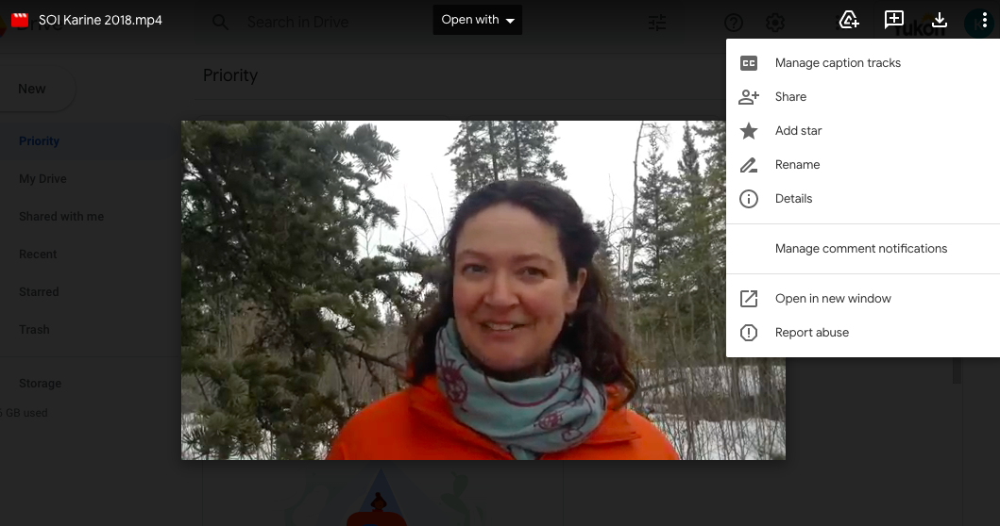 SOI Karine 2018.mp4
Search in Drive
Open with
Manage caption tracks
Share
Add star
Rename
Details
Manage comment notifications
Open in new window
Report abuse
Priority
New
Priority
My Drive
Shared with me
Recent
Starred
Trash
Storage
GB used